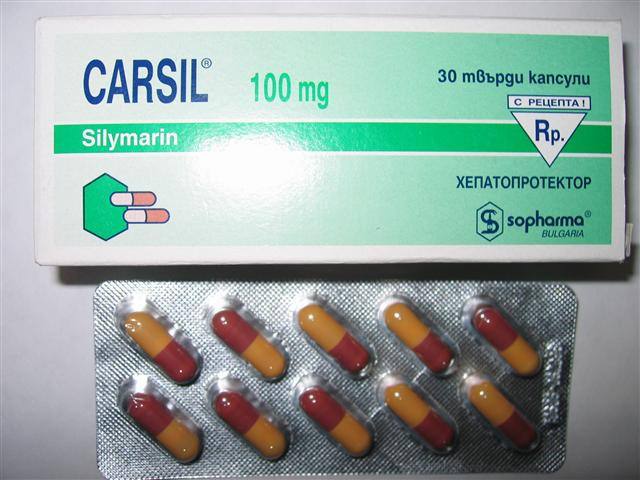 CARSIL®
100 mg
30 твърди капсули
С РЕЦЕПТА!
Rp.
Silymarin
ХЕПАТОПРОТЕКТОР
sopharma®
BULGARIA